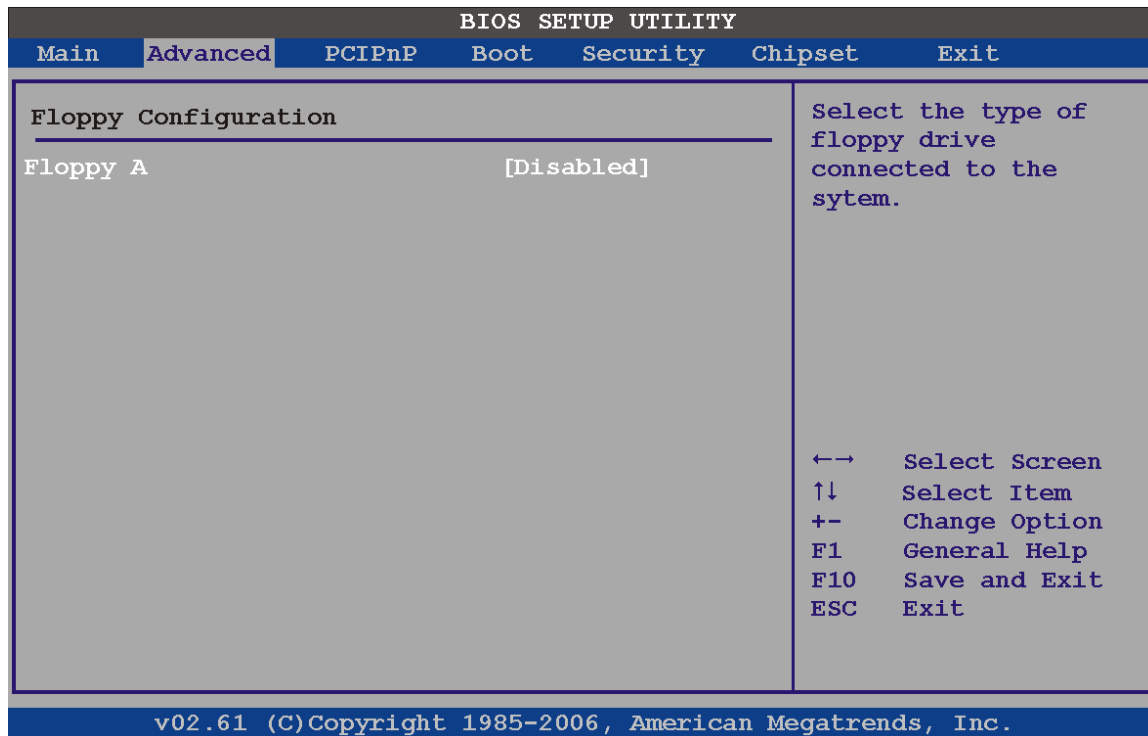 BIOS SETUP UTILITY
Main Advanced PCIPnP Boot Security Chipset Exit
Floppy Configuration
Floppy A [Disabled]
Select the type of
floppy drive
connected to the
sytem.
←→ Select Screen
↑↓ Select Item
+- Change Option
F1 General Help
F10 Save and Exit
ESC Exit
v02.61 (C)Copyright 1985-2006, American Megatrends, Inc.